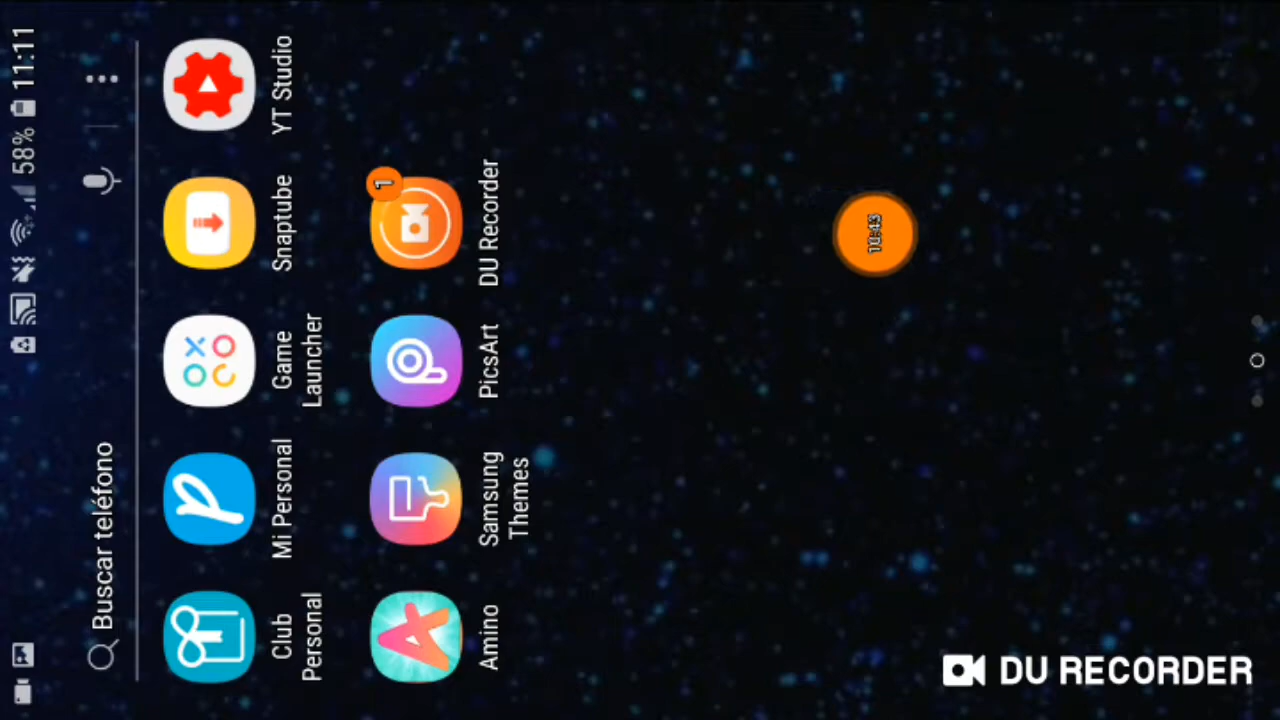 58% 11:11
Buscar teléfono
Club
Personal
Mi Personal
Game
Launcher
Snaptube
YT Studio
Amino
Samsung
Themes
PicsArt
DU Recorder
1
10:43
DU RECORDER